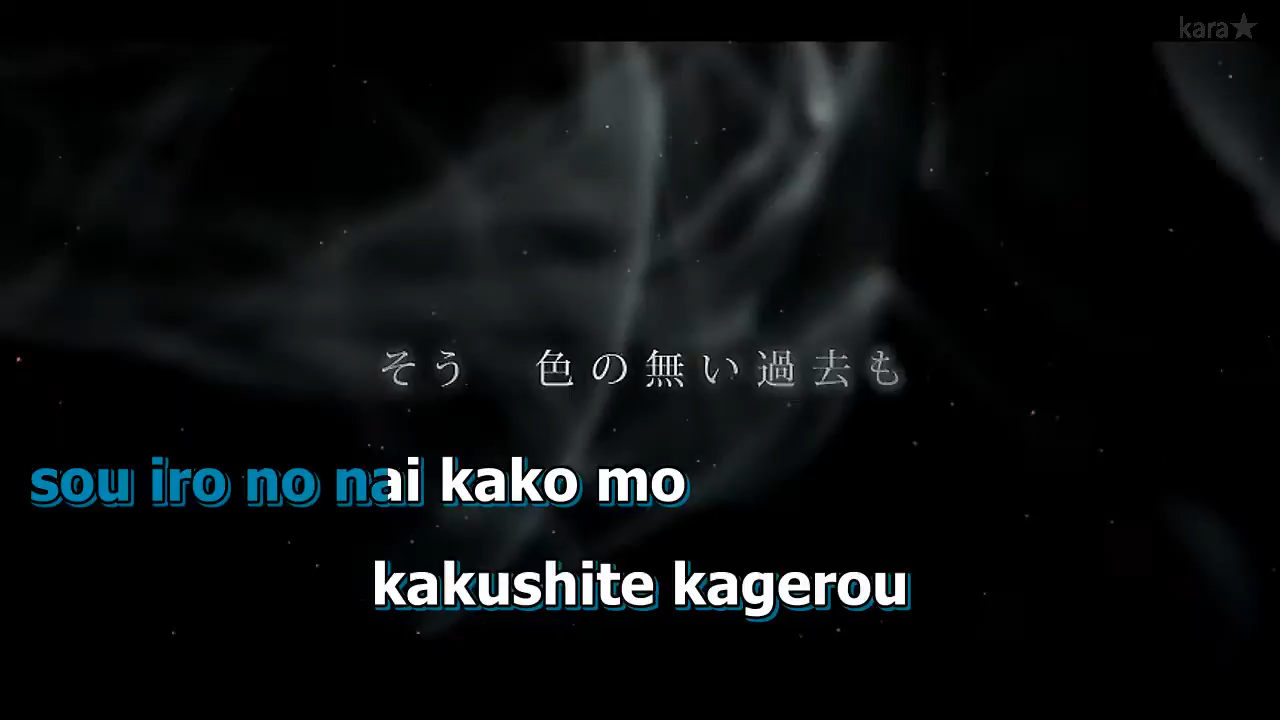 kara★
そう 色の無い過去も
sou iro no nai kako mo
kakushite kagerou